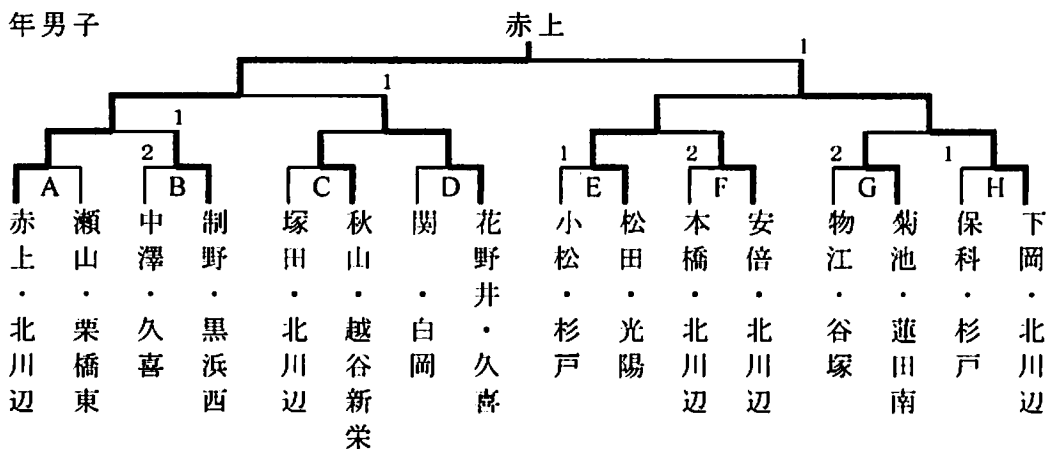 年男子
赤上
1
1
1
2
1
2
2
1
A
B
C
D
E
F
G
H
赤上・北川辺
瀬山・栗橋東
中澤・久喜
制野・黒浜西
塚田・北川辺
秋山・越谷新栄
関・白岡
花野井・久喜
小松・杉戸
松田・光陽
本橋・北川辺
安倍・北川辺
物江・谷塚
菊池・蓮田南
保科・杉戸
下岡・北川辺